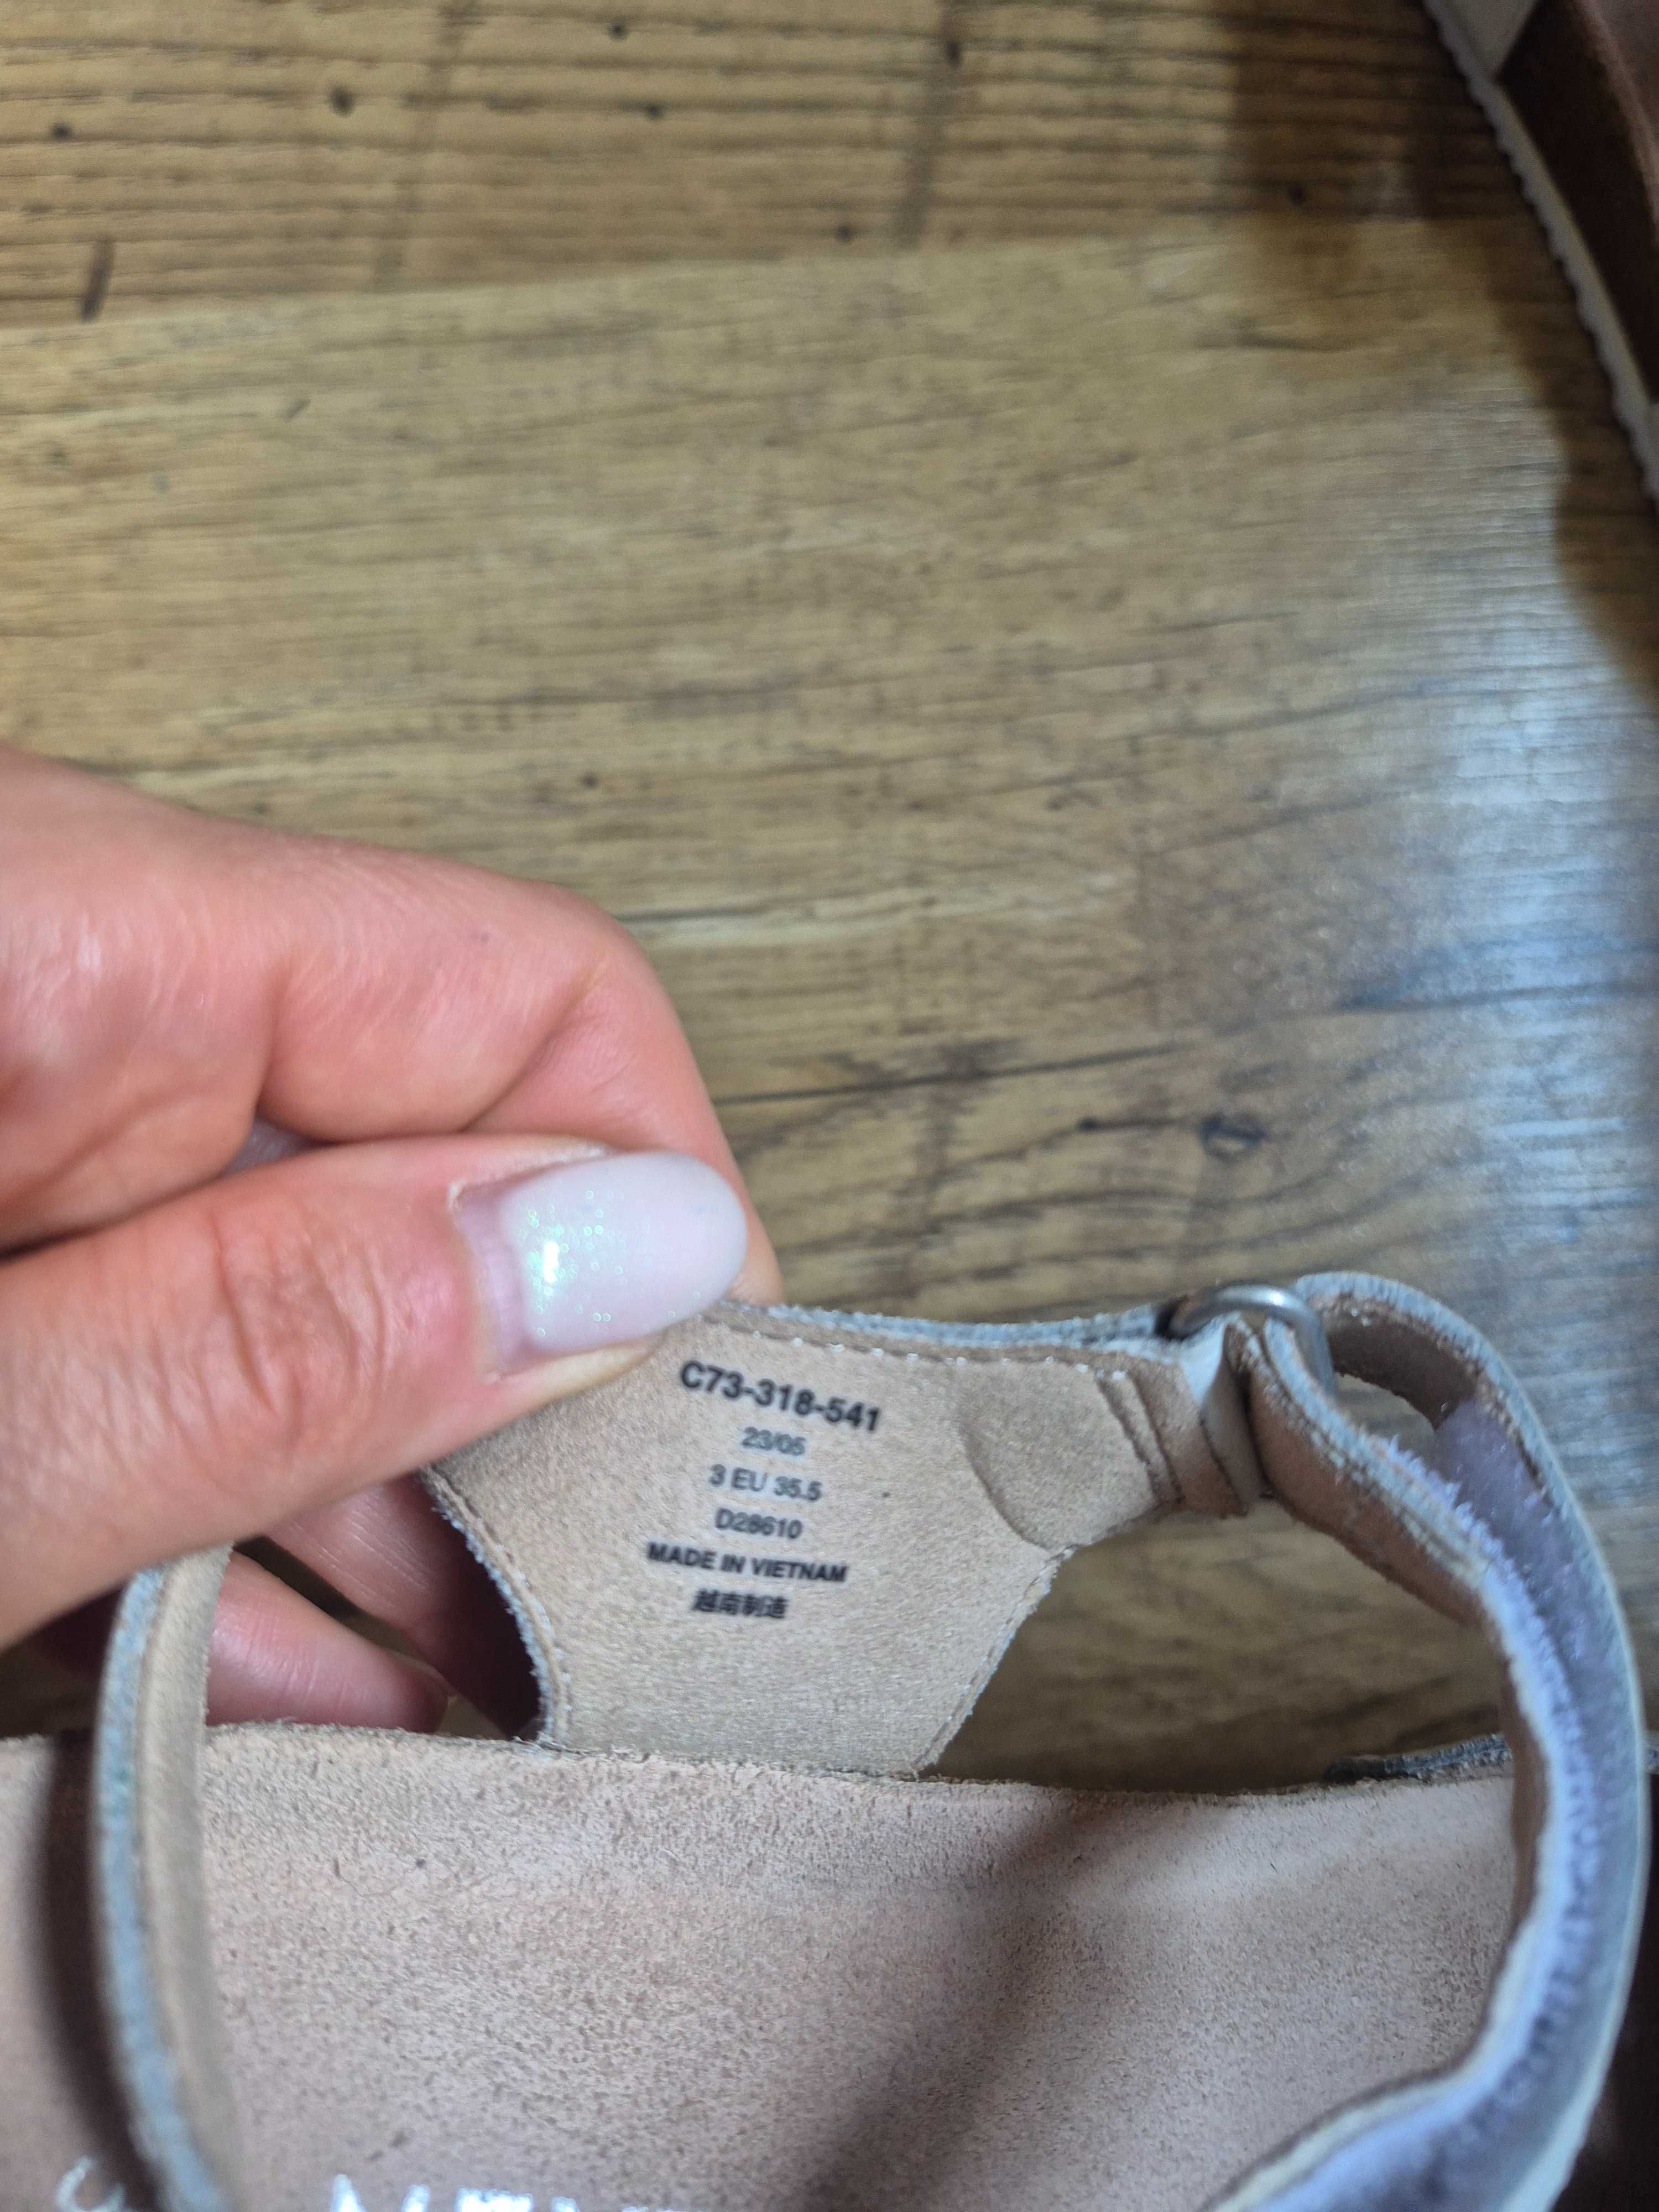 C73-318-541
23/05
3 EU 35.5
D28610
MADE IN VIETNAM
越南制造